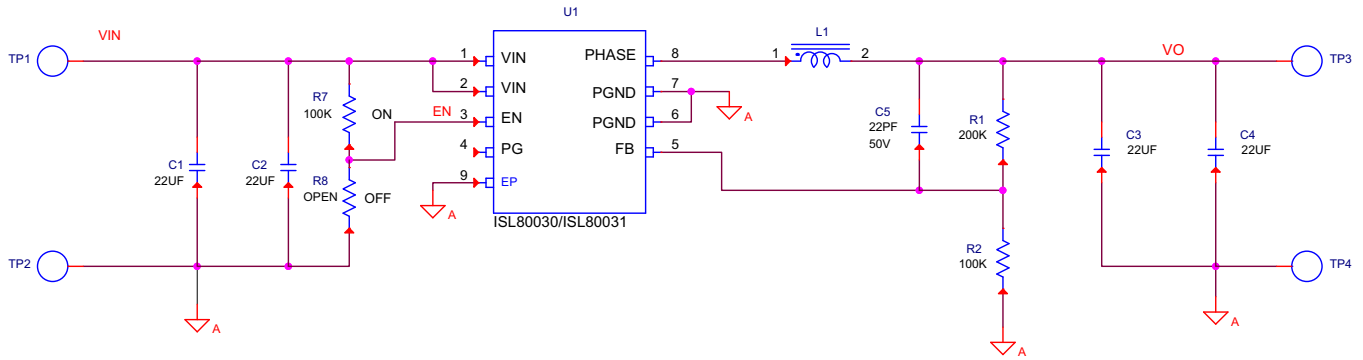 U1
VIN
L1
TP1
1
VIN
PHASE
8
1
2
VO
TP3
2
VIN
PGND
7
A
R7
100K
ON
EN
3
EN
PGND
6
C5
22PF
50V
R1
200K
C3
22UF
C4
22UF
4
PG
FB
5
C1
22UF
C2
22UF
R8
OPEN
OFF
9
EP
A
ISL80030/ISL80031
R2
100K
TP2
TP4
A
A
A